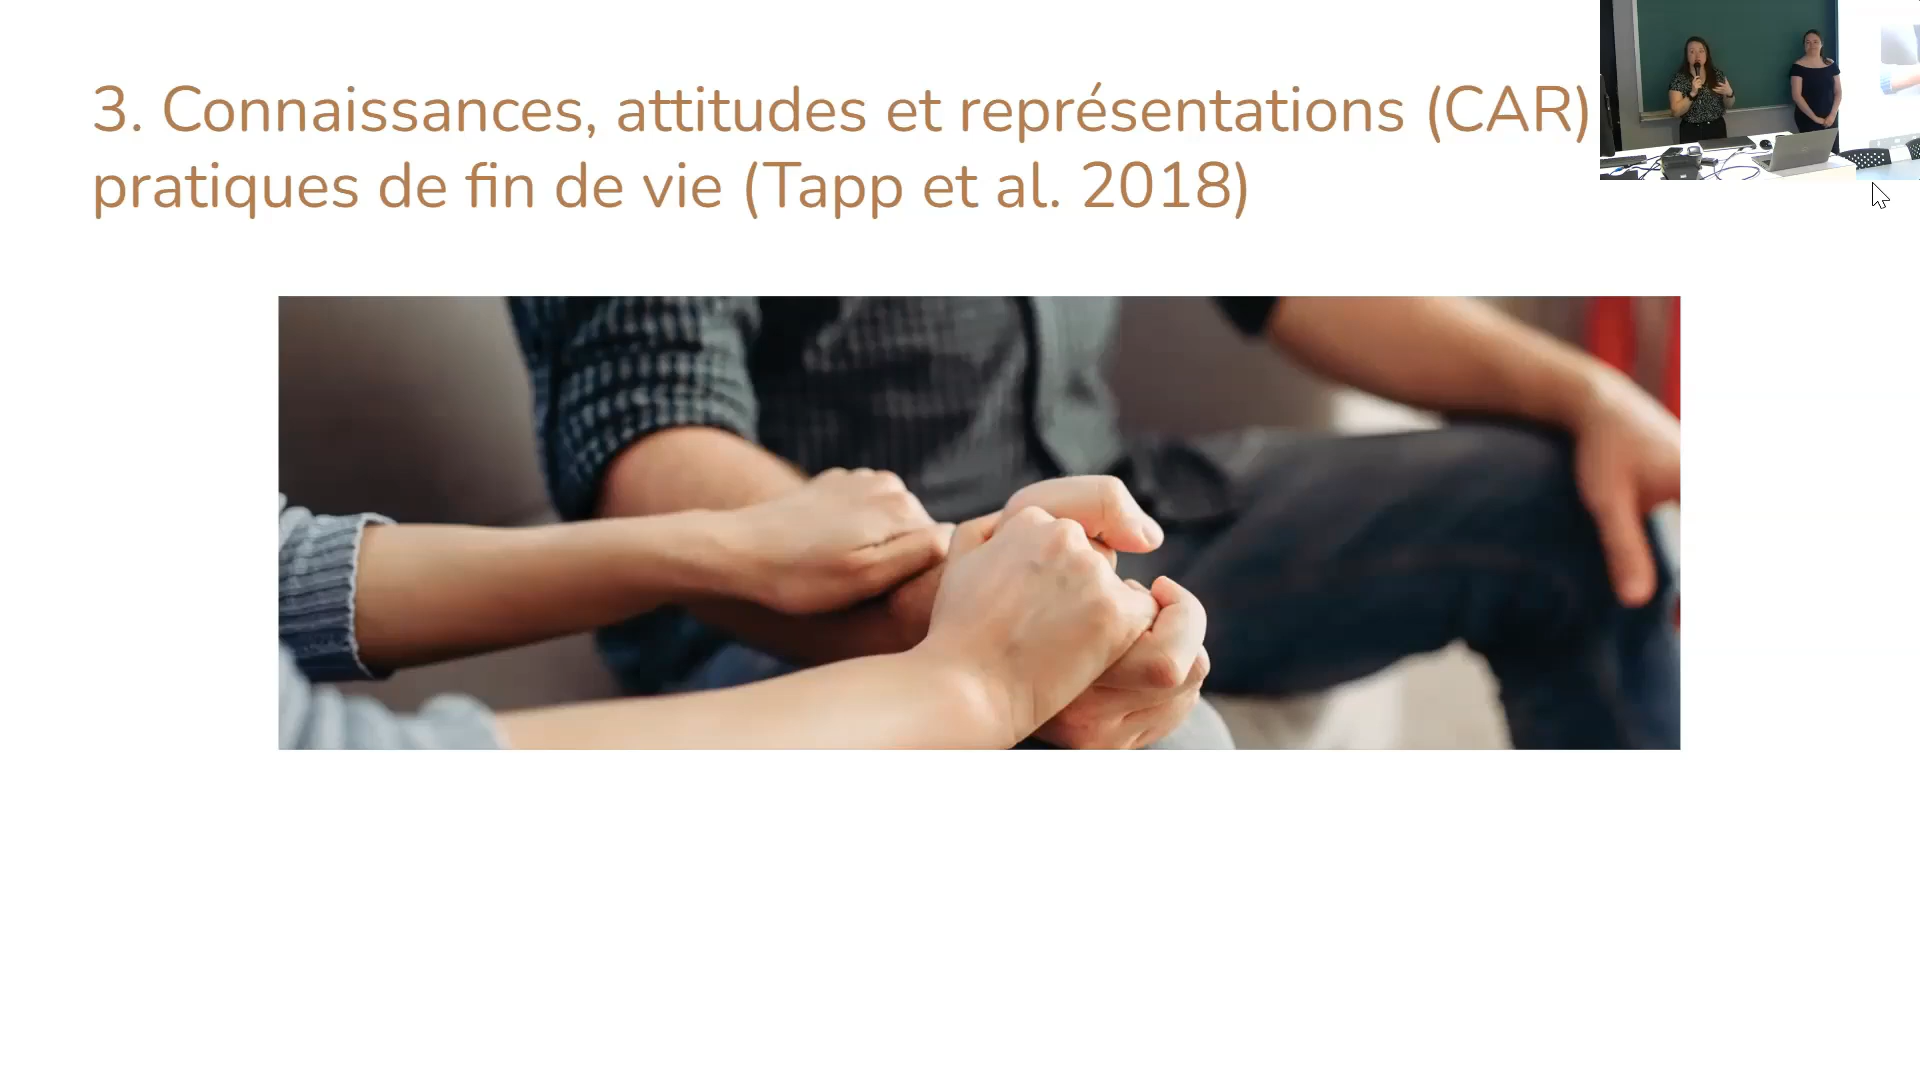 3. Connaissances, attitudes et représentations (CAR)
pratiques de fin de vie (Tapp et al. 2018)